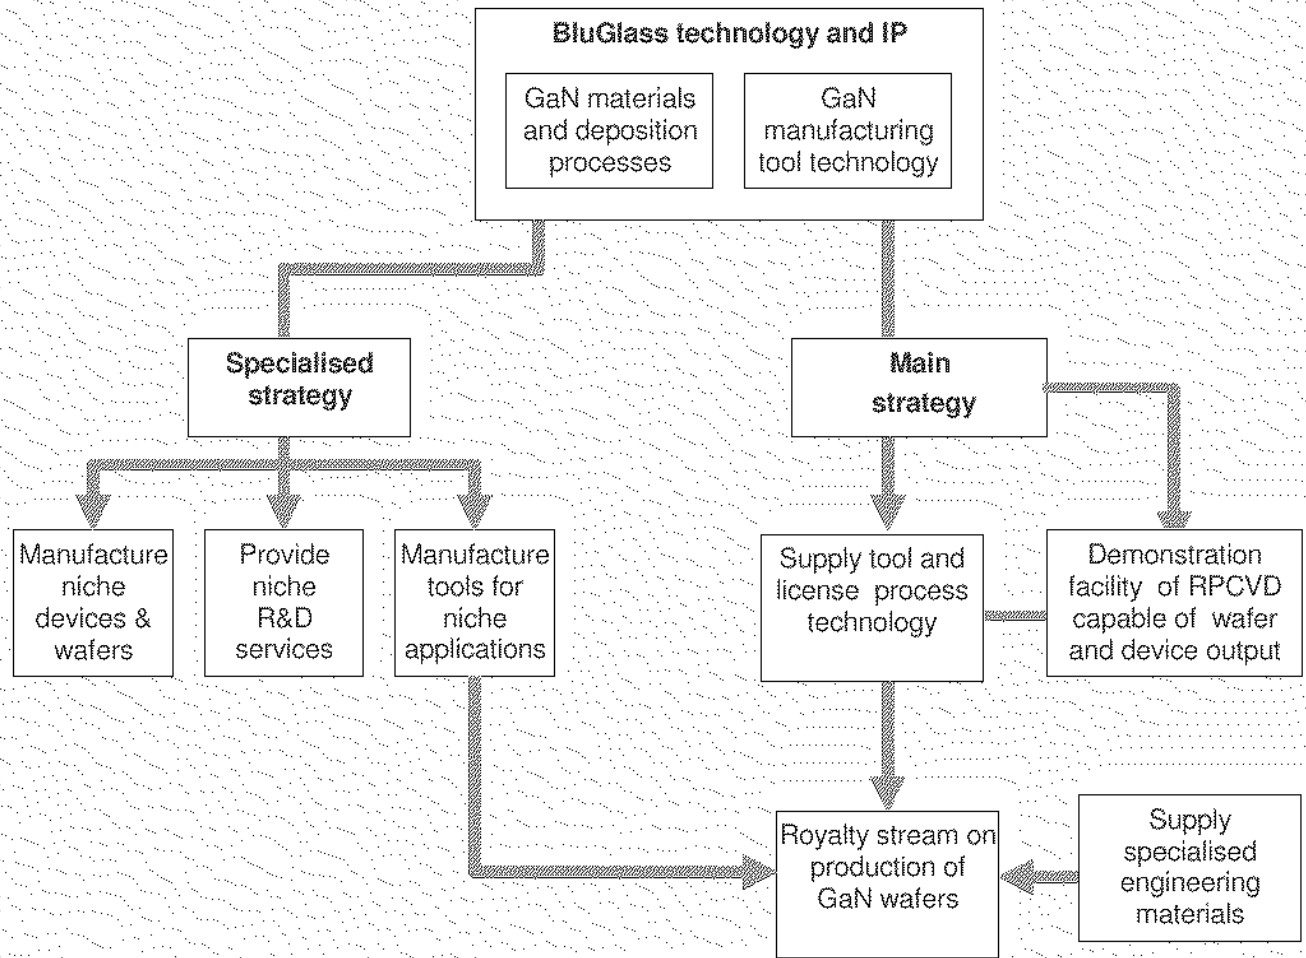 BluGlass technology and IP
GaN materials
and deposition
processes
GaN
manufacturing
tool technology
Specialised
strategy
Main
strategy
Manufacture
niche
devices &
wafers
Provide
niche
R&D
services
Manufacture
tools for
niche
applications
Supply tool and
license process
technology
Demonstration
facility of RPCVD
capable of wafer
and device output
Royalty stream on
production of
GaN wafers
Supply
specialised
engineering
materials